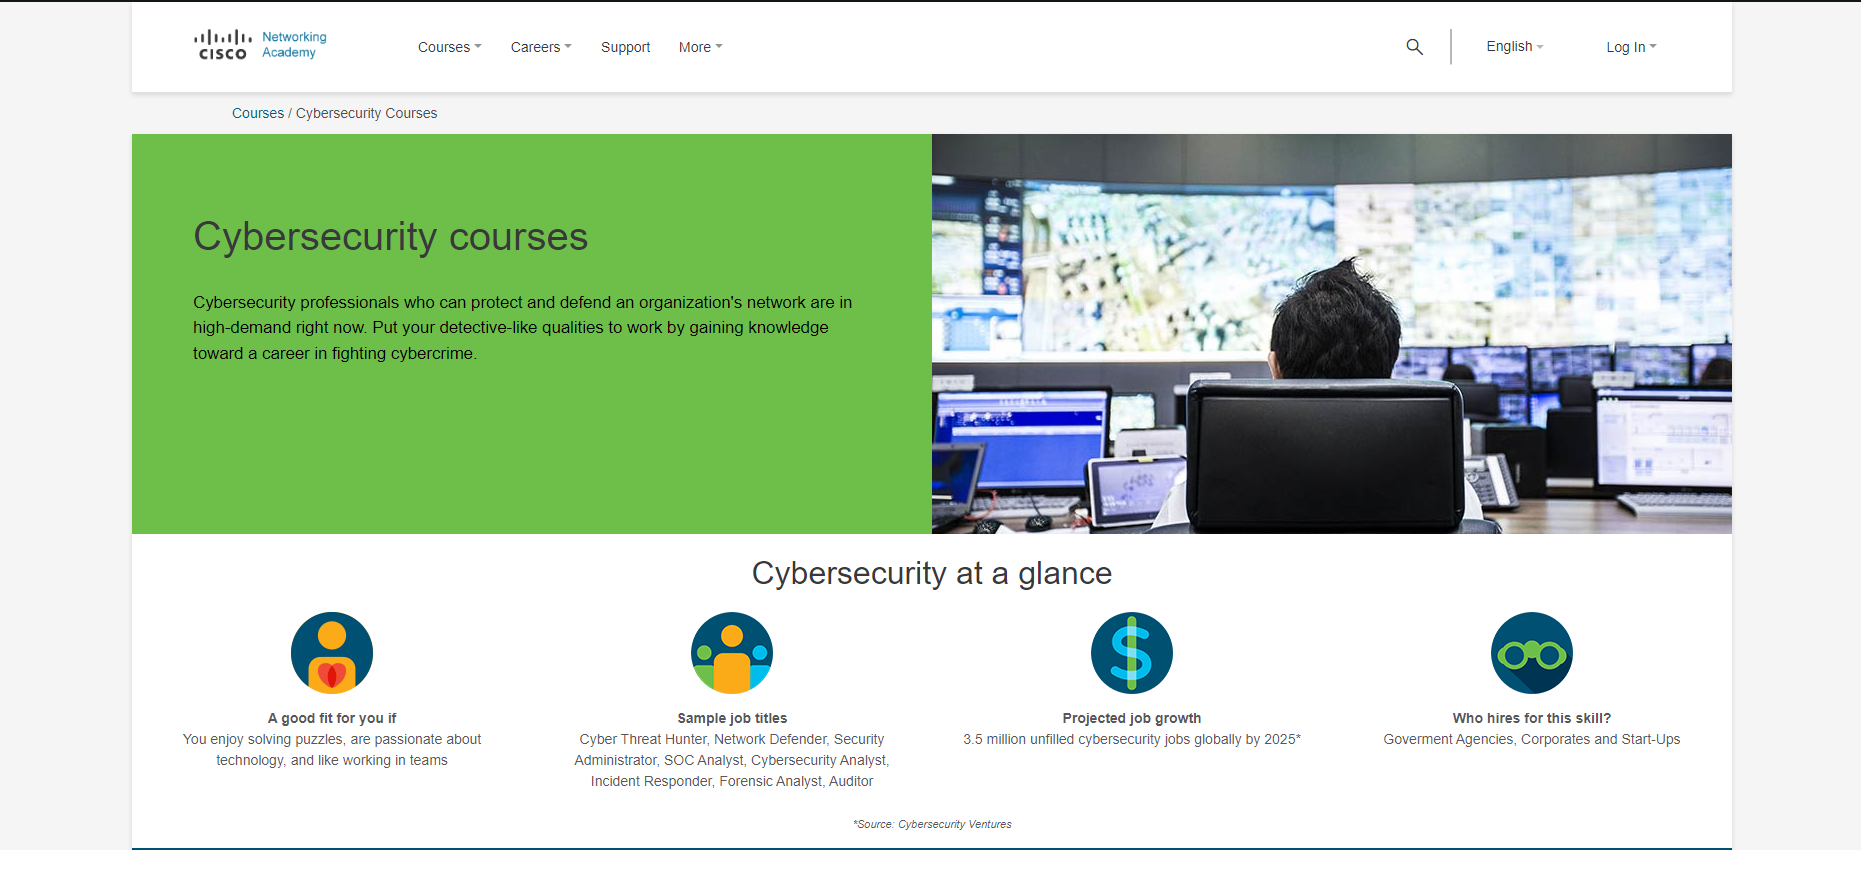 CISCO Networking Academy
Courses
Careers
Support
More
English
Log In
Courses / Cybersecurity Courses
Cybersecurity courses
Cybersecurity professionals who can protect and defend an organization's network are in
high-demand right now. Put your detective-like qualities to work by gaining knowledge
toward a career in fighting cybercrime.
Cybersecurity at a glance
A good fit for you if
You enjoy solving puzzles, are passionate about
technology, and like working in teams
Sample job titles
Cyber Threat Hunter, Network Defender, Security
Administrator, SOC Analyst, Cybersecurity Analyst,
Incident Responder, Forensic Analyst, Auditor
Projected job growth
3.5 million unfilled cybersecurity jobs globally by 2025*
Who hires for this skill?
Goverment Agencies, Corporates and Start-Ups
*Source: Cybersecurity Ventures